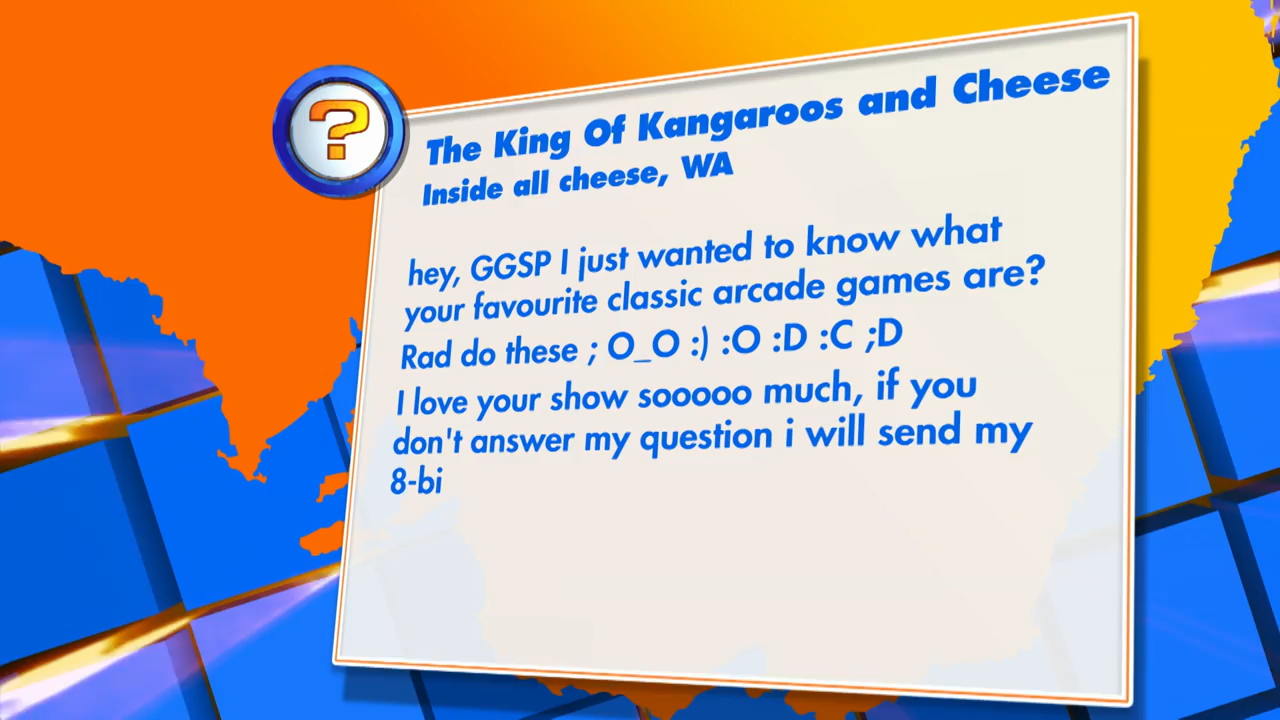 ?
The King Of Kangaroos and Cheese
Inside all cheese, WA
hey, GGSP I just wanted to know what
your favourite classic arcade games are?
Rad do these ; O_O :) :O :D :C ;D
I love your show sooooo much, if you
don't answer my question i will send my
8-bi